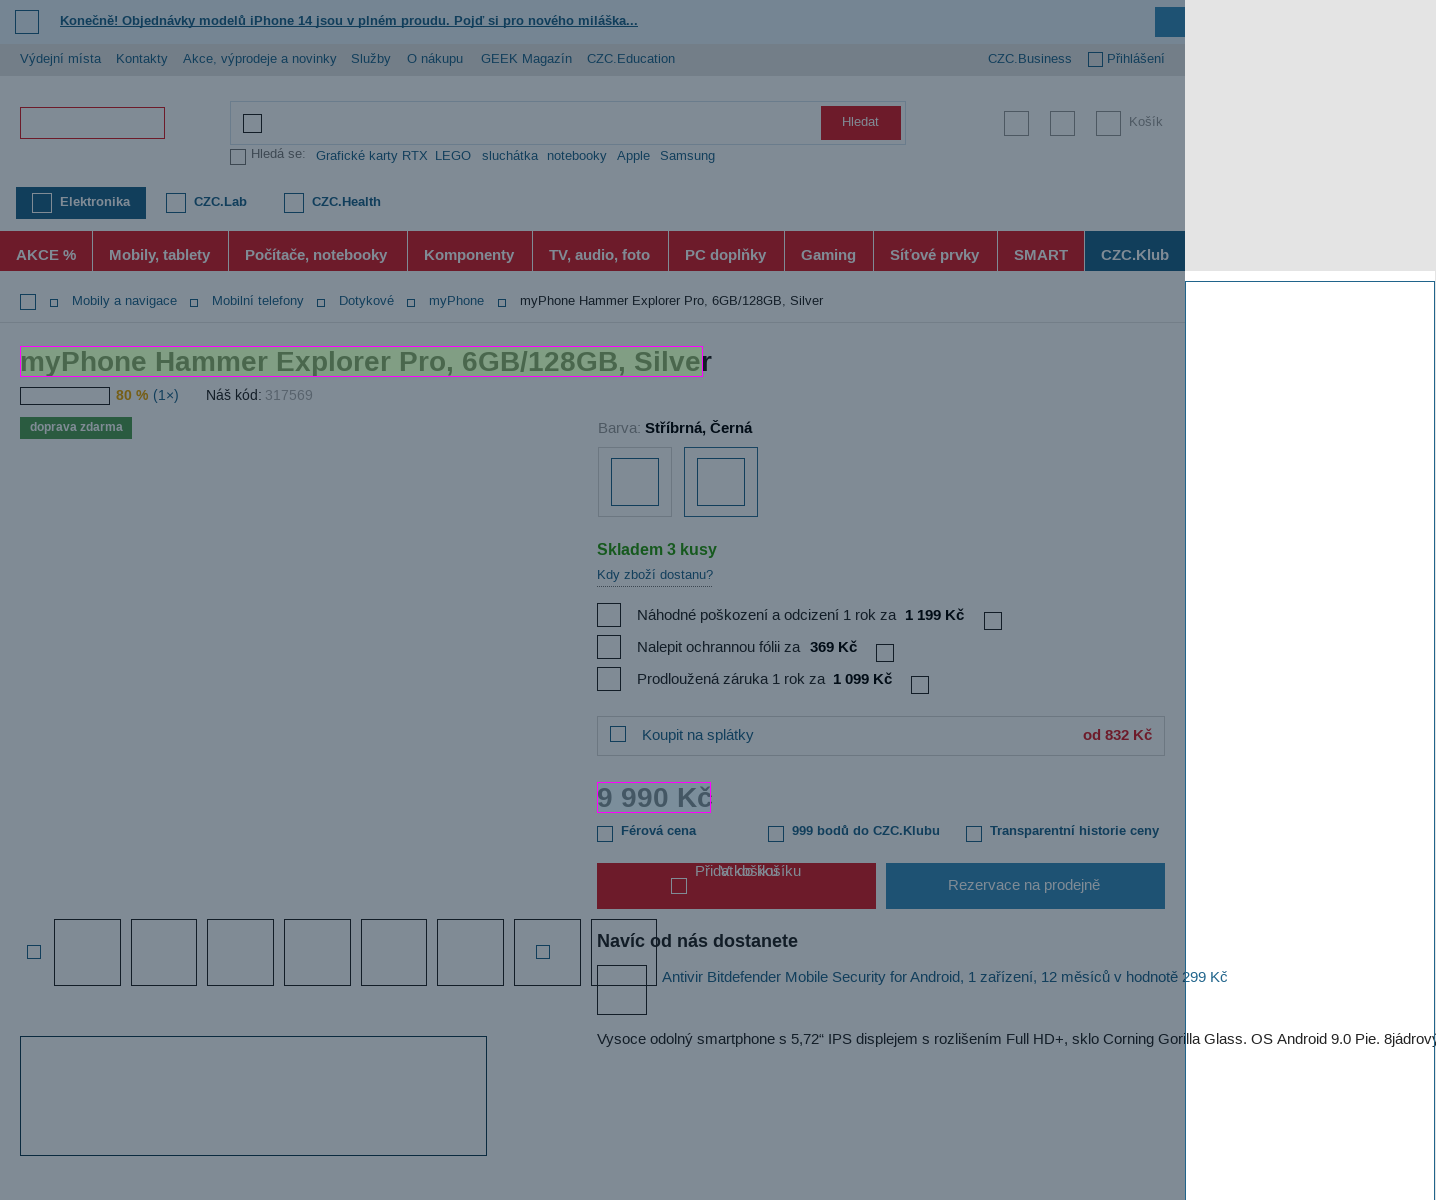 Konečně! Objednávky modelů iPhone 14 jsou v plném proudu. Pojď si pro nového miláška...
Výdejní místa Kontakty Akce, výprodeje a novinky Služby O nákupu GEEK Magazín CZC.Education CZC.Business Přihlášení
Hledat Košík
Hledá se: Grafické karty RTX LEGO sluchátka notebooky Apple Samsung
Elektronika CZC.Lab CZC.Health
AKCE % Mobily, tablety Počítače, notebooky Komponenty TV, audio, foto PC doplňky Gaming Síťové prvky SMART CZC.Klub
Mobily a navigace Mobilní telefony Dotykové myPhone myPhone Hammer Explorer Pro, 6GB/128GB, Silver
myPhone Hammer Explorer Pro, 6GB/128GB, Silver
80 % (1×) Náš kód: 317569
doprava zdarma
Barva: Stříbrná, Černá
Skladem 3 kusy
Kdy zboží dostanu?
Náhodné poškození a odcizení 1 rok za 1 199 Kč
Nalepit ochrannou fólii za 369 Kč
Prodloužená záruka 1 rok za 1 099 Kč
Koupit na splátky od 832 Kč
9 990 Kč
Férová cena 999 bodů do CZC.Klubu Transparentní historie ceny
Přidat do košíku
V košíku
Rezervace na prodejně
Navíc od nás dostanete
Antivir Bitdefender Mobile Security for Android, 1 zařízení, 12 měsíců v hodnotě 299 Kč
Vysoce odolný smartphone s 5,72“ IPS displejem s rozlišením Full HD+, sklo Corning Gorilla Glass. OS Android 9.0 Pie. 8jádrový